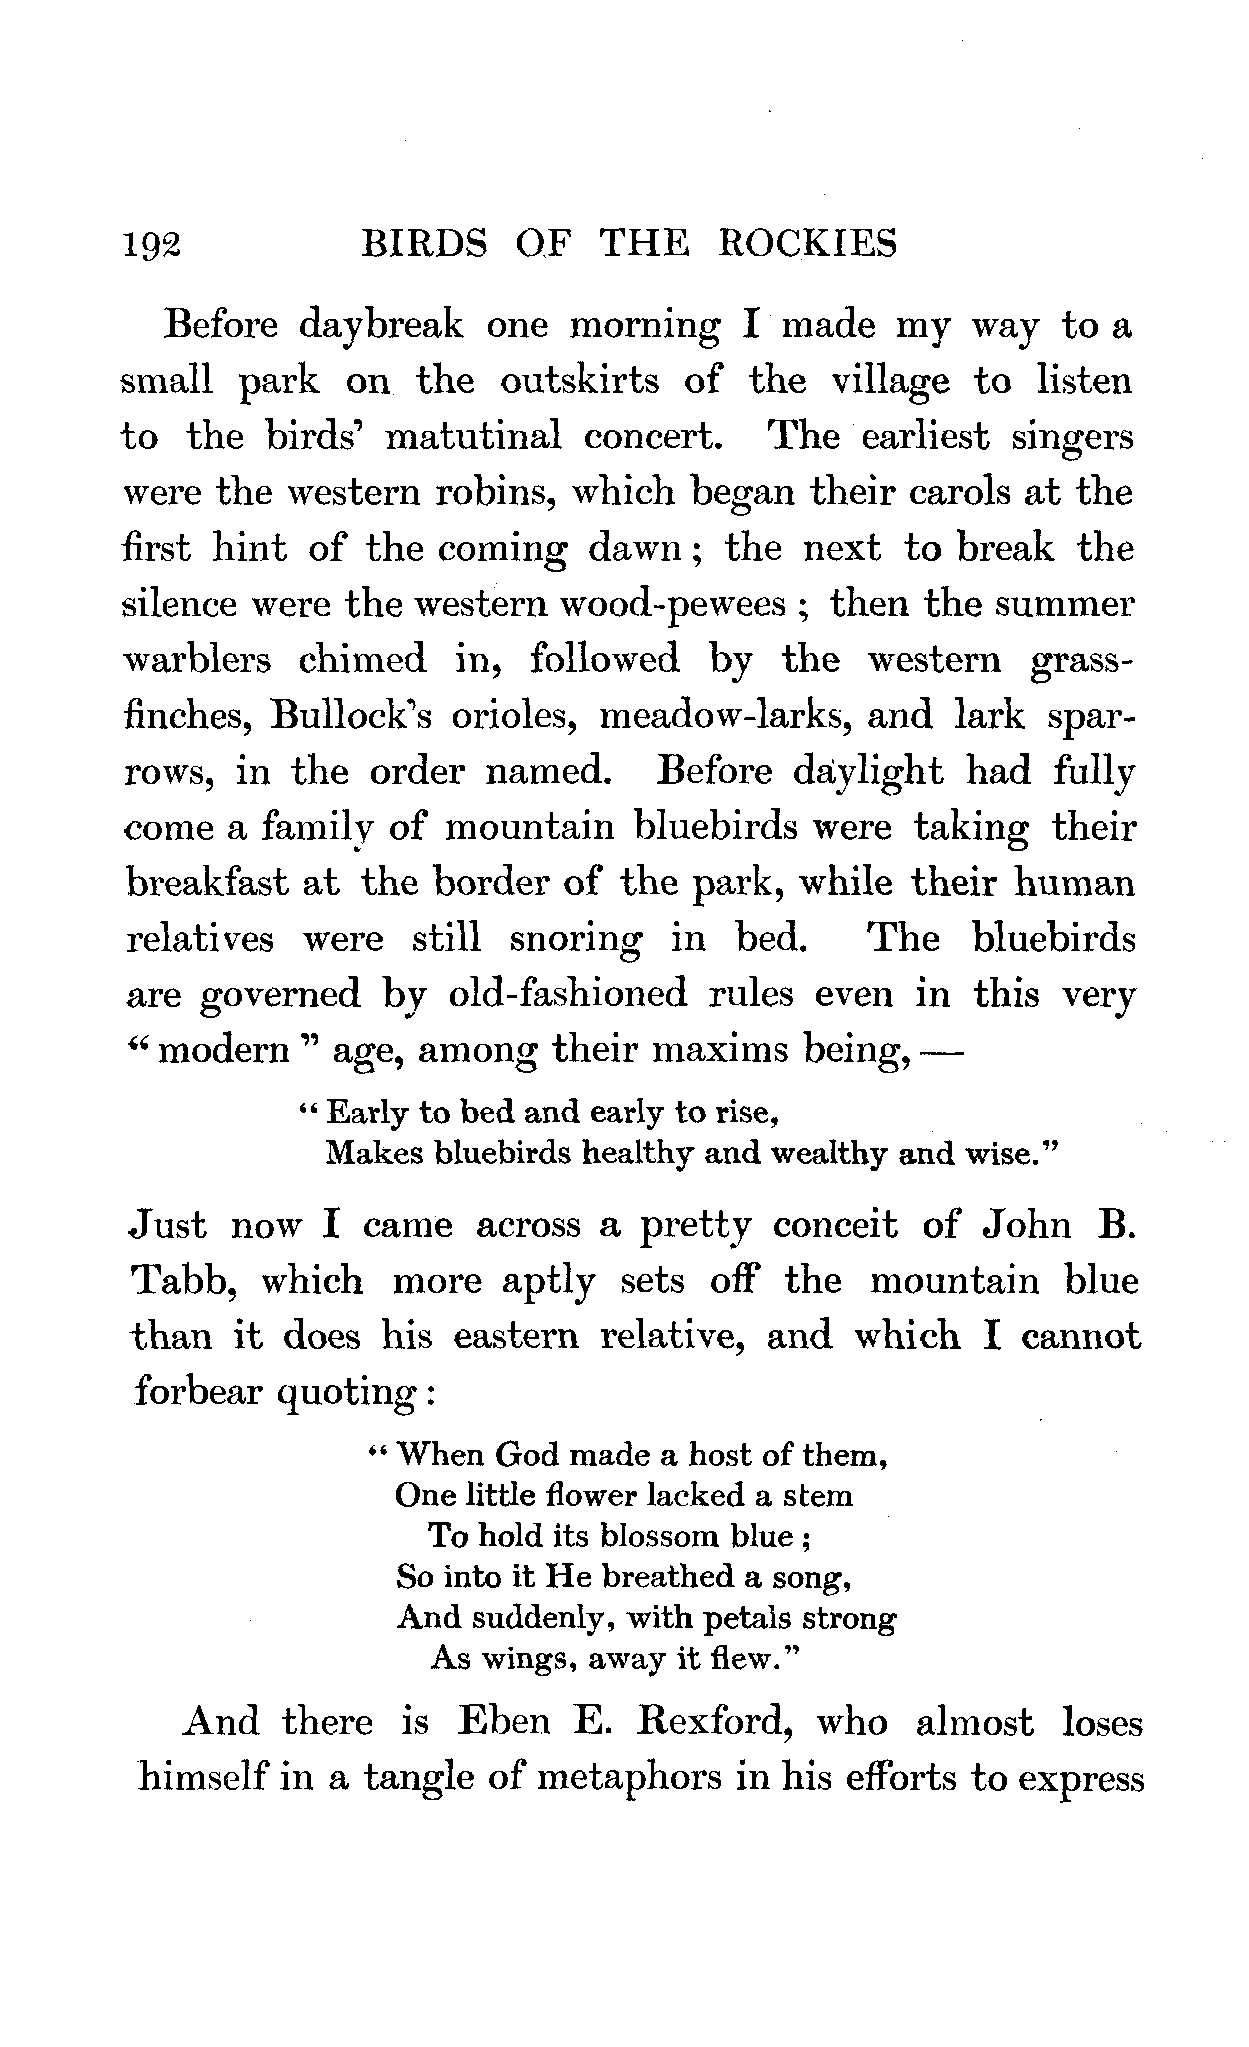 192 BIRDS OF THE ROCKIES
Before daybreak one morning I made my way to a
small park on the outskirts of the village to listen
to the birds' matutinal concert. The earliest singers
were the western robins, which began their carols at the
first hint of the coming dawn ; the next to break the
silence were the western wood-pewees ; then the summer
warblers chimed in, followed by the western grass-
finches, Bullock's orioles, meadow-larks, and lark spar-
rows, in the order named. Before daylight had fully
come a family of mountain bluebirds were taking their
breakfast at the border of the park, while their human
relatives were still snoring in bed. The bluebirds
are governed by old-fashioned rules even in this very
“ modern ” age, among their maxims being, —
“ Early to bed and early to rise,
Makes bluebirds healthy and wealthy and wise.”
Just now I came across a pretty conceit of John B.
Tabb, which more aptly sets off the mountain blue
than it does his eastern relative, and which I cannot
forbear quoting :
“ When God made a host of them,
One little flower lacked a stem
To hold its blossom blue ;
So into it He breathed a song,
And suddenly, with petals strong
As wings, away it flew.”
And there is Eben E. Rexford, who almost loses
himself in a tangle of metaphors in his efforts to express